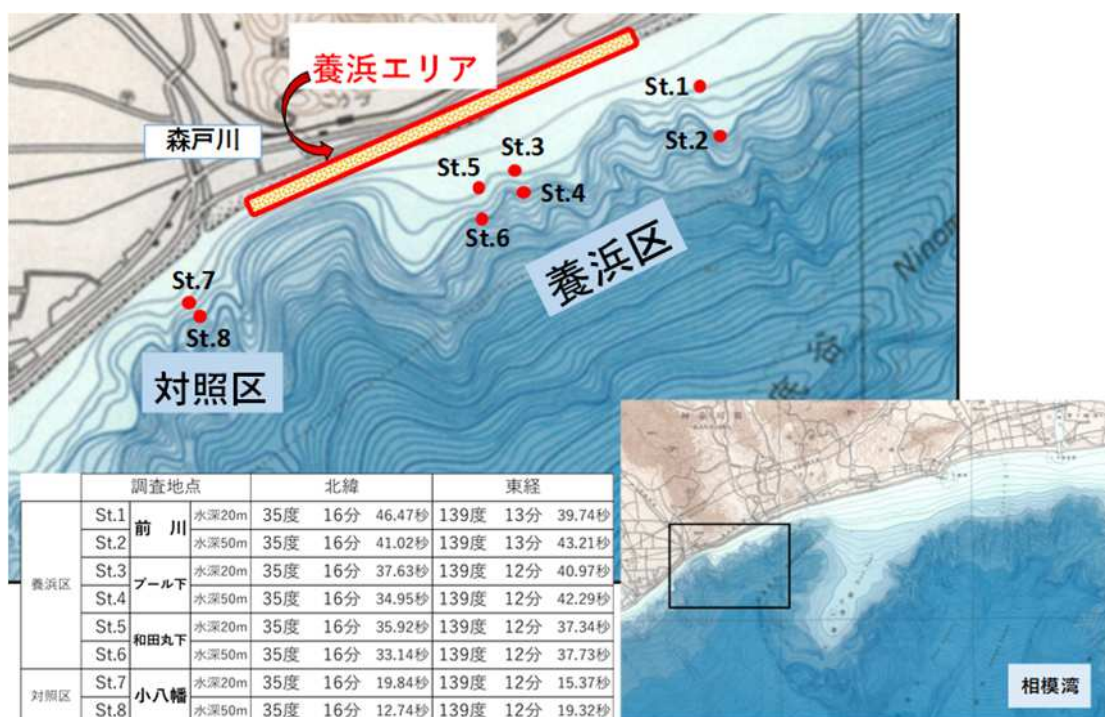 養浜エリア
森戸川
St.1
St.2
St.3
St.5
St.4
St.6
養浜区
Ninom
St.7
St.8
対照区
調査地点 北緯 東経
養浜区 St.1 前 川 水深20m 35度 16分 46.47秒 139度 13分 39.74秒
St.2 水深50m 35度 16分 41.02秒 139度 13分 43.21秒
St.3 プール下 水深20m 35度 16分 37.63秒 139度 12分 40.97秒
St.4 水深50m 35度 16分 34.95秒 139度 12分 42.29秒
St.5 和田丸下 水深20m 35度 16分 35.92秒 139度 12分 37.34秒
St.6 水深50m 35度 16分 33.14秒 139度 12分 37.73秒
対照区 St.7 小八幡 水深20m 35度 16分 19.84秒 139度 12分 15.37秒
St.8 水深50m 35度 16分 12.74秒 139度 12分 19.32秒
相模湾